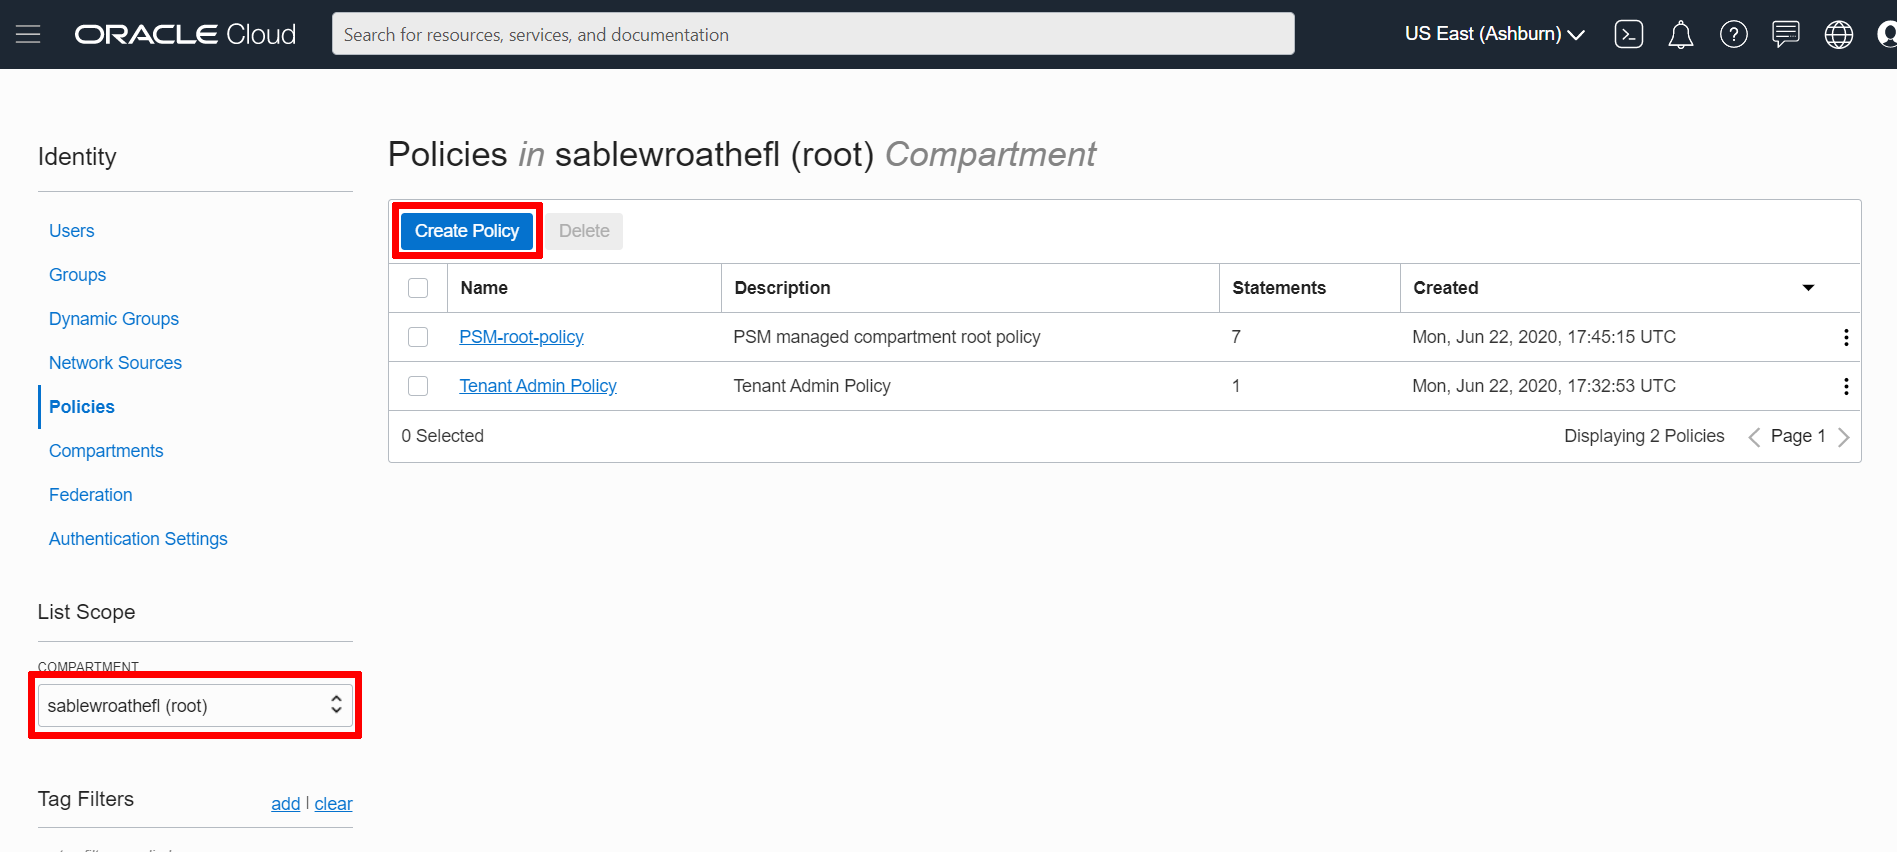 ORACLE Cloud
Search for resources, services, and documentation
US East (Ashburn)
Identity
Users
Groups
Dynamic Groups
Network Sources
Policies
Compartments
Federation
Authentication Settings
List Scope
COMPARTMENT
sablewroathefl (root)
Tag Filters
add | clear
Policies in sablewroathefl (root) Compartment
Create Policy Delete
Name Description Statements Created
PSM-root-policy PSM managed compartment root policy 7 Mon, Jun 22, 2020, 17:45:15 UTC
Tenant Admin Policy Tenant Admin Policy 1 Mon, Jun 22, 2020, 17:32:53 UTC
0 Selected Displaying 2 Policies Page 1